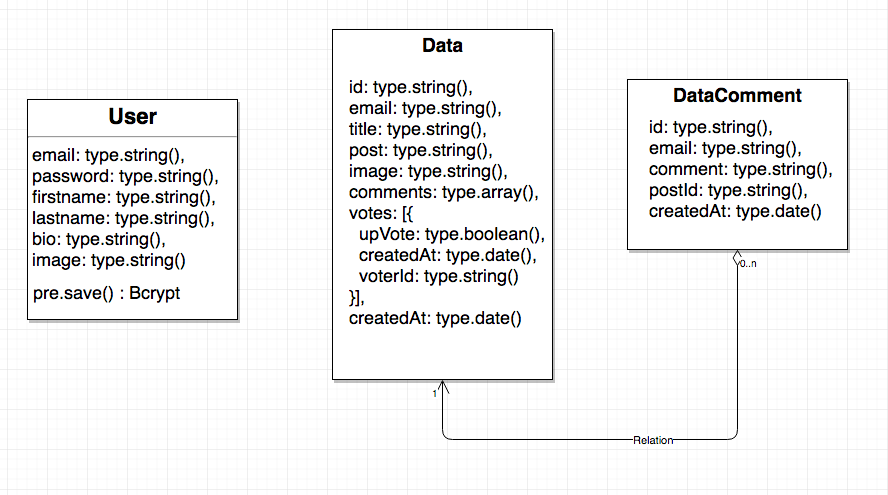 User
email: type.string(),
password: type.string(),
firstname: type.string(),
lastname: type.string(),
bio: type.string(),
image: type.string()
pre.save() : Bcrypt
Data
id: type.string(),
email: type.string(),
title: type.string(),
post: type.string(),
image: type.string(),
comments: type.array(),
votes: [{
upVote: type.boolean(),
createdAt: type.date(),
voterId: type.string()
}],
createdAt: type.date()
DataComment
id: type.string(),
email: type.string(),
comment: type.string(),
postId: type.string(),
createdAt: type.date()
0..n
1
Relation